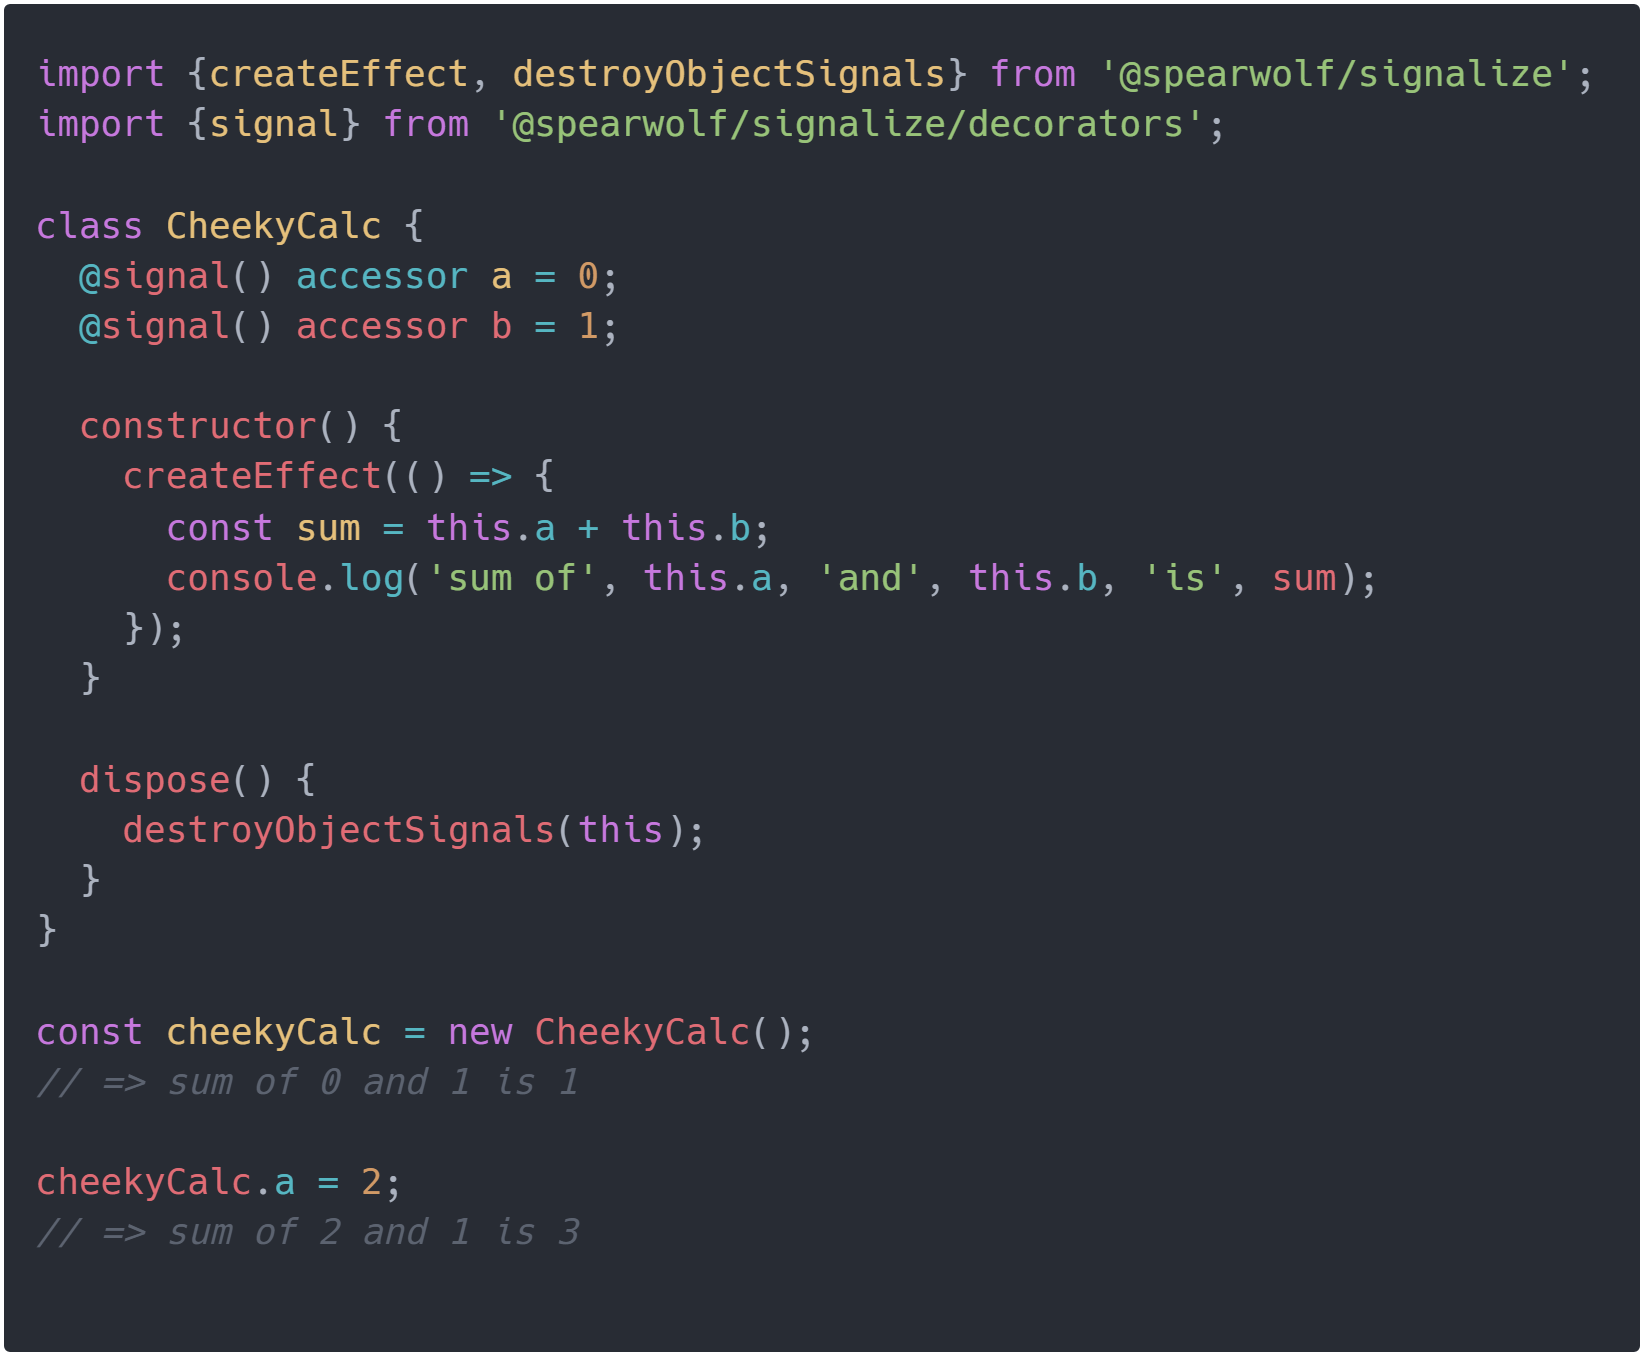 import {createEffect, destroyObjectSignals} from '@spearwolf/signalize';
import {signal} from '@spearwolf/signalize/decorators';

class CheekyCalc {
  @signal() accessor a = 0;
  @signal() accessor b = 1;

  constructor() {
    createEffect(() => {
      const sum = this.a + this.b;
      console.log('sum of', this.a, 'and', this.b, 'is', sum);
    });
  }

  dispose() {
    destroyObjectSignals(this);
  }
}

const cheekyCalc = new CheekyCalc();
// => sum of 0 and 1 is 1

cheekyCalc.a = 2;
// => sum of 2 and 1 is 3